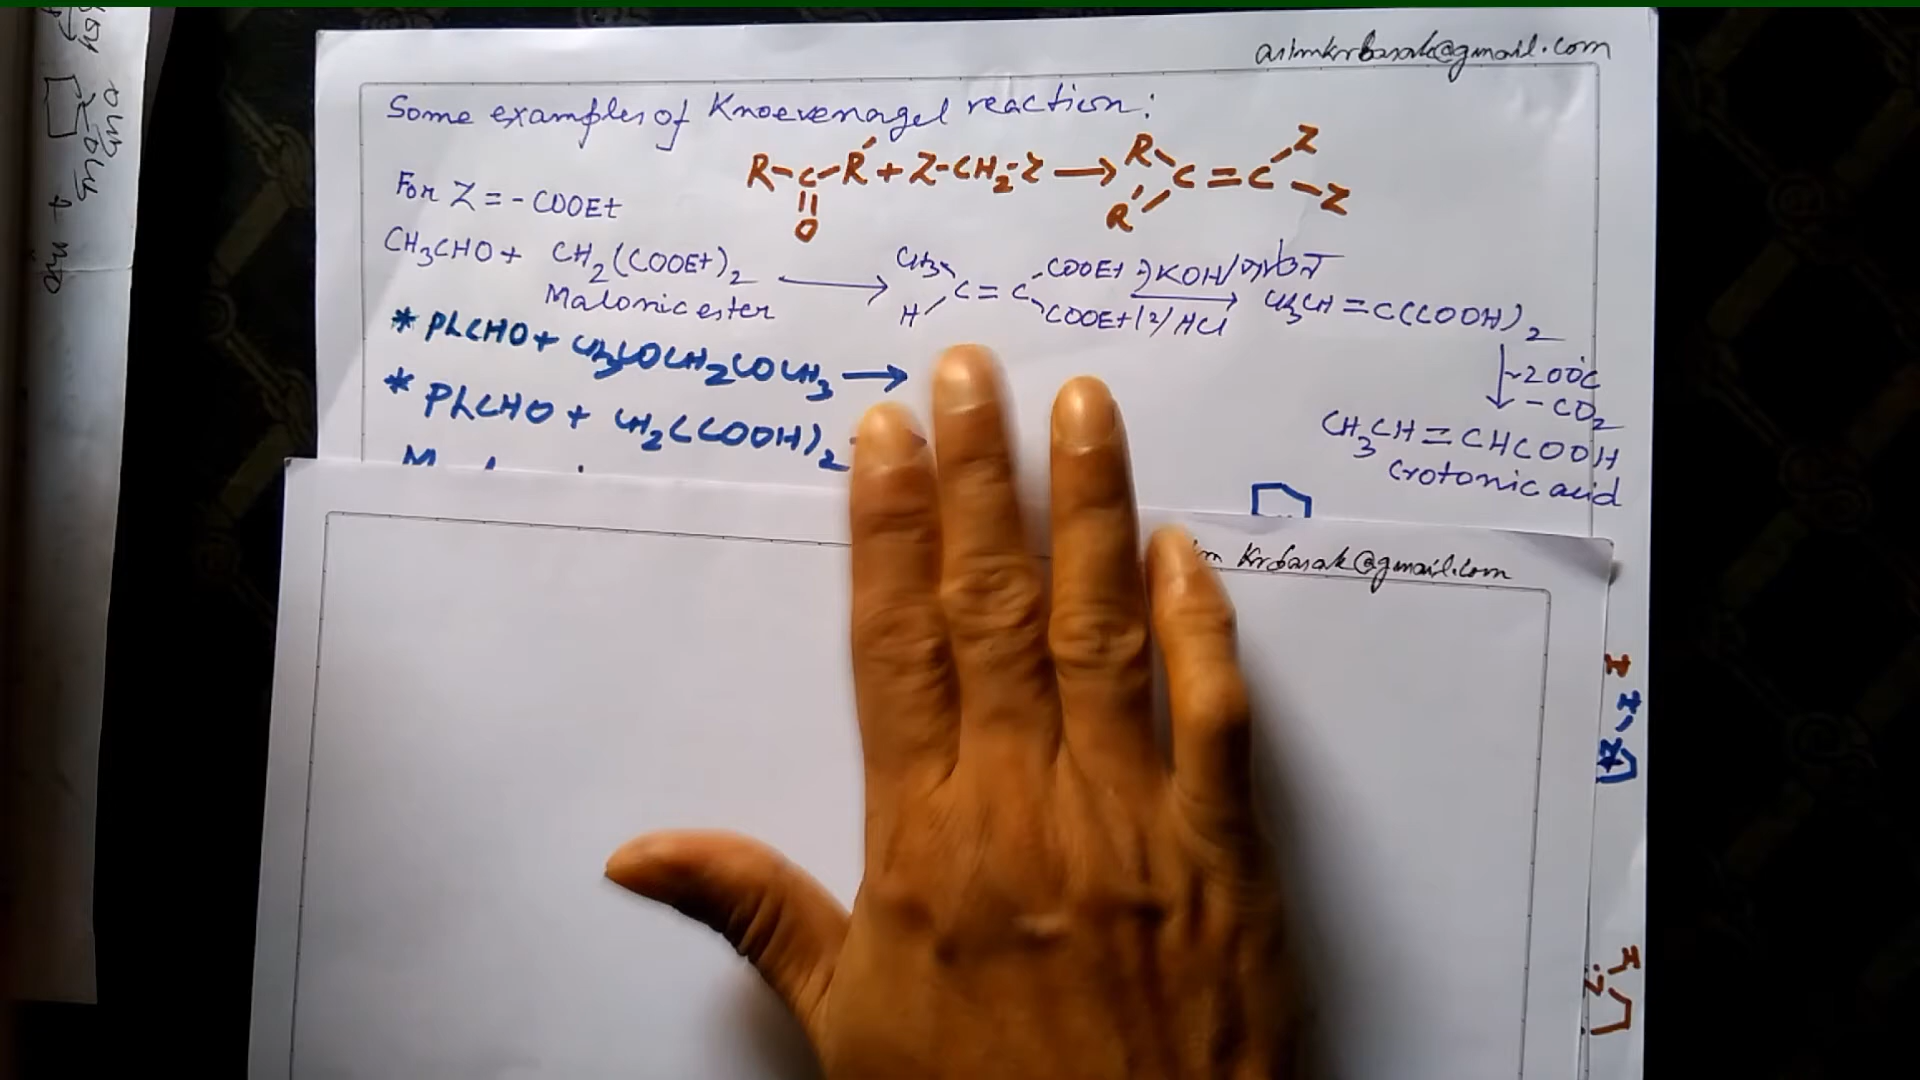 asimkrbasak@gmail.com
Some examples of Knoevenagel reaction:
R-C-R' + Z-CH2-Z → R C=C Z
O R' Z
For Z = -COOEt
CH3CHO + CH2(COOEt)2 → CH3 C=C COOEt 1) KOH/ → CH3CH=C(COOH)2
Malonic ester H COOEt (2) HCl
* PhCHO + CH3COCH2COCH3 →
~200°C
-CO2
* PhCHO + CH2(COOH)2
CH3CH=CHCOOH
Crotonic acid
Krbasak@gmail.com